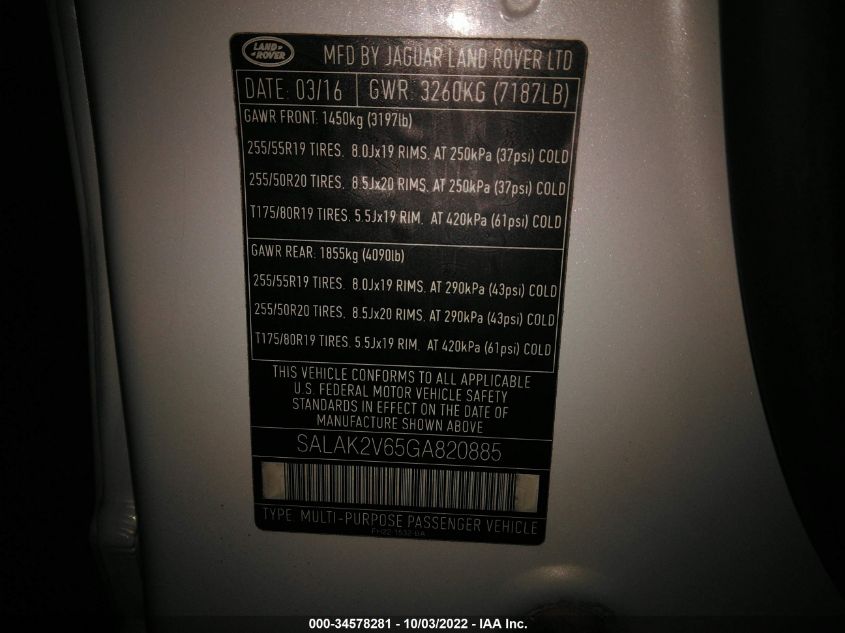 LAND
ROVER
MFD BY JAGUAR LAND ROVER LTD
DATE: 03/16 GWR: 3260KG (7187LB)
GAWR FRONT: 1450kg (3197lb)
255/55R19 TIRES. 8.0Jx19 RIMS. AT 250kPa (37psi) COLD
255/50R20 TIRES. 8.5Jx20 RIMS. AT 250kPa (37psi) COLD
T175/80R19 TIRES. 5.5Jx19 RIM. AT 420kPa (61psi) COLD
GAWR REAR: 1855kg (4090lb)
255/55R19 TIRES. 8.0Jx19 RIMS. AT 290kPa (43psi) COLD
255/50R20 TIRES. 8.5Jx20 RIMS. AT 290kPa (43psi) COLD
T175/80R19 TIRES. 5.5Jx19 RIM. AT 420kPa (61psi) COLD
THIS VEHICLE CONFORMS TO ALL APPLICABLE
U.S. FEDERAL MOTOR VEHICLE SAFETY
STANDARDS IN EFFECT ON THE DATE OF
MANUFACTURE SHOWN ABOVE
SALAK2V65GA820885
TYPE: MULTI-PURPOSE PASSENGER VEHICLE
FH22 1532 BA
000-34578281 - 10/03/2022 - IAA Inc.